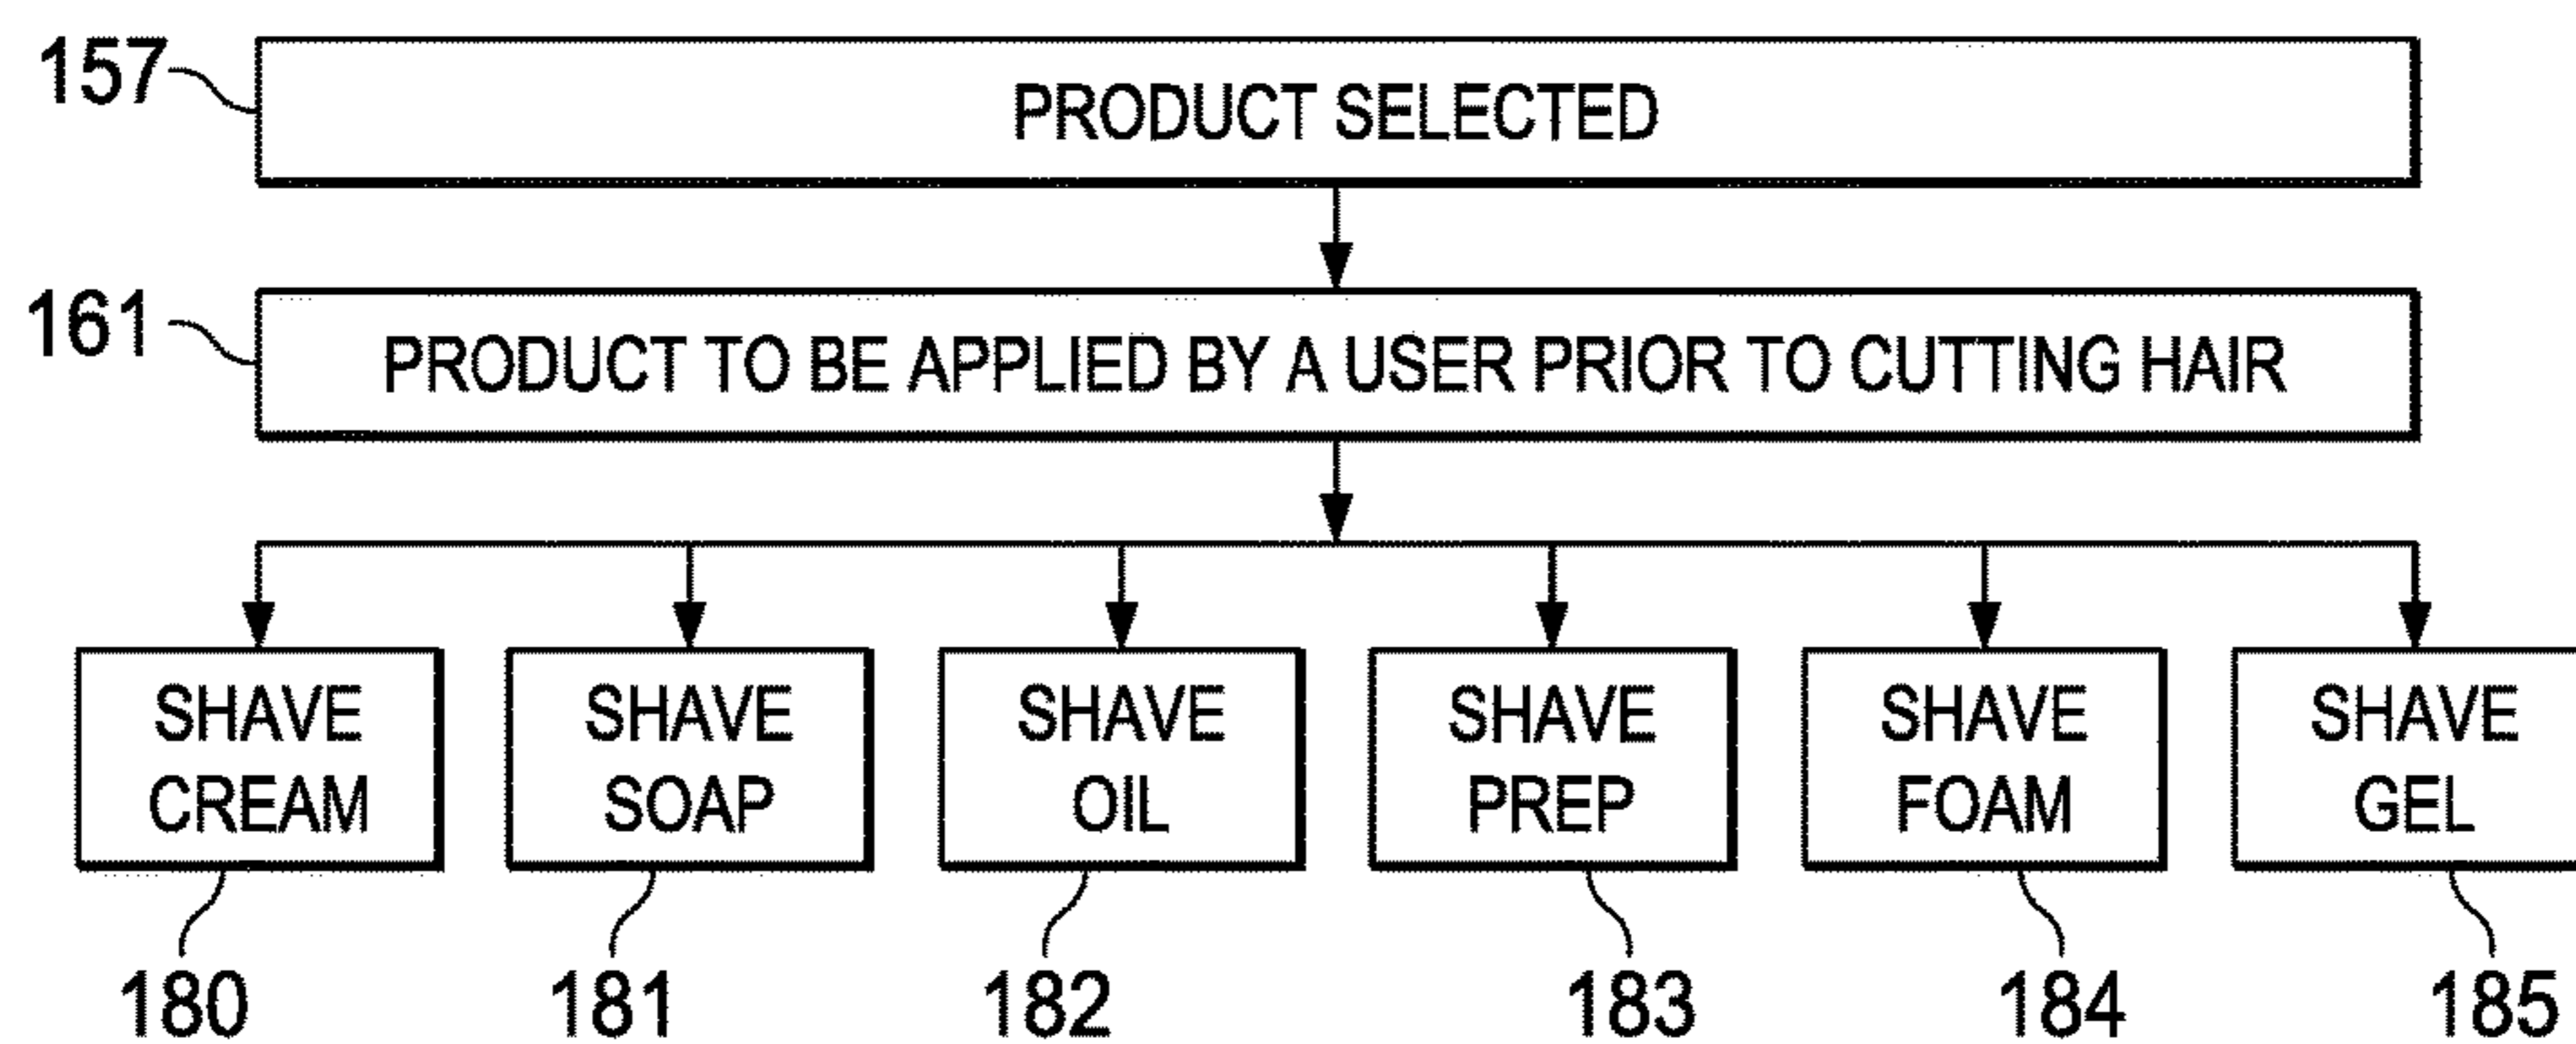 157
PRODUCT SELECTED
161
PRODUCT TO BE APPLIED BY A USER PRIOR TO CUTTING HAIR
SHAVE
CREAM
SHAVE
SOAP
SHAVE
OIL
SHAVE
PREP
SHAVE
FOAM
SHAVE
GEL
180
181
182
183
184
185